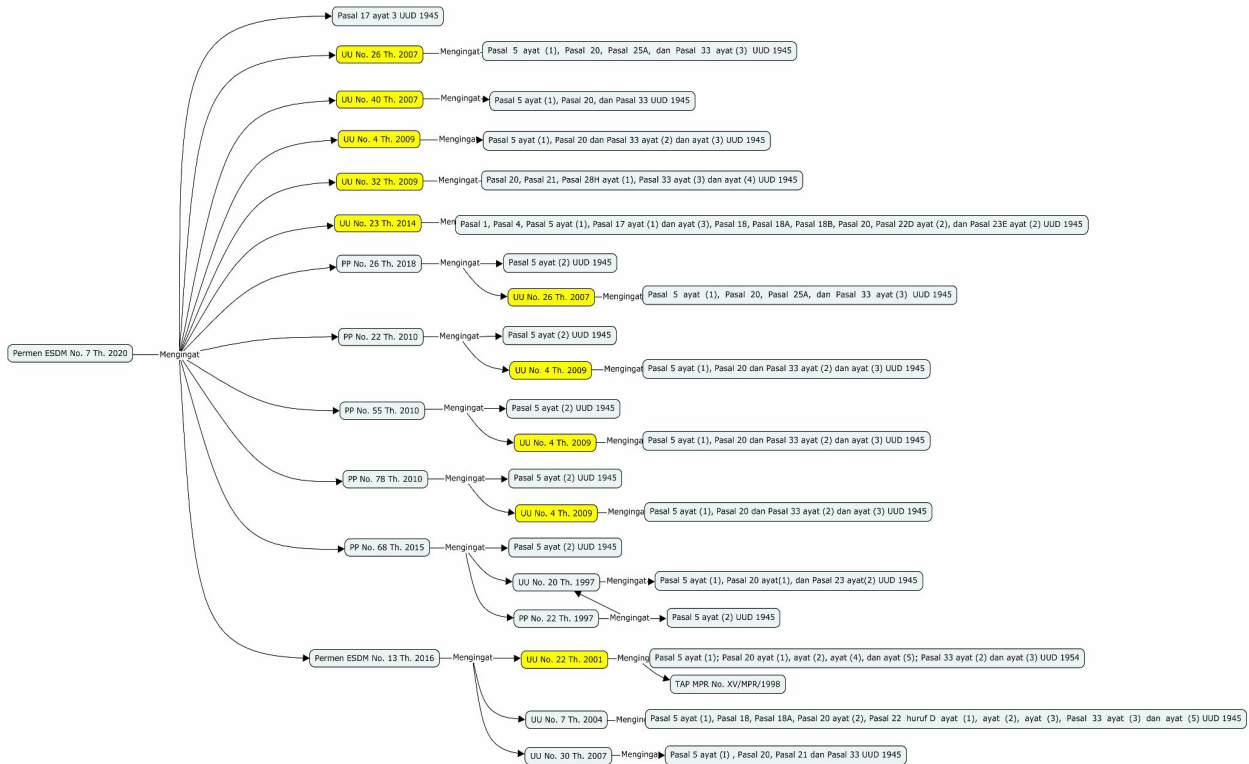 Pasal 17 ayat 3 UUD 1945
UU No. 26 Th. 2007 Mengingat Pasal 5 ayat (1), Pasal 20, Pasal 25A, dan Pasal 33 ayat (3) UUD 1945
UU No. 40 Th. 2007 Mengingat Pasal 5 ayat (1), Pasal 20, dan Pasal 33 UUD 1945
UU No. 4 Th. 2009 Mengingat Pasal 5 ayat (1), Pasal 20 dan Pasal 33 ayat (2) dan ayat (3) UUD 1945
UU No. 32 Th. 2009 Mengingat Pasal 20, Pasal 21, Pasal 28H ayat (1), Pasal 33 ayat (3) dan ayat (4) UUD 1945
UU No. 23 Th. 2014 Men Pasal 1, Pasal 4, Pasal 5 ayat (1), Pasal 17 ayat (1) dan ayat (3), Pasal 18, Pasal 18A, Pasal 18B, Pasal 20, Pasal 22D ayat (2), dan Pasal 23E ayat (2) UUD 1945
PP No. 26 Th. 2018 Mengingat Pasal 5 ayat (2) UUD 1945
UU No. 26 Th. 2007 Mengingat Pasal 5 ayat (1), Pasal 20, Pasal 25A, dan Pasal 33 ayat (3) UUD 1945
PP No. 22 Th. 2010 Mengingat Pasal 5 ayat (2) UUD 1945
Permen ESDM No. 7 Th. 2020 Mengingat
UU No. 4 Th. 2009 Mengingat Pasal 5 ayat (1), Pasal 20 dan Pasal 33 ayat (2) dan ayat (3) UUD 1945
PP No. 55 Th. 2010 Mengingat Pasal 5 ayat (2) UUD 1945
UU No. 4 Th. 2009 Menginga Pasal 5 ayat (1), Pasal 20 dan Pasal 33 ayat (2) dan ayat (3) UUD 1945
PP No. 78 Th. 2010 Mengingat Pasal 5 ayat (2) UUD 1945
UU No. 4 Th. 2009 Menginga Pasal 5 ayat (1), Pasal 20 dan Pasal 33 ayat (2) dan ayat (3) UUD 1945
PP No. 68 Th. 2015 Mengingat Pasal 5 ayat (2) UUD 1945
UU No. 20 Th. 1997 Mengingat Pasal 5 ayat (1), Pasal 20 ayat(1), dan Pasal 23 ayat(2) UUD 1945
PP No. 22 Th. 1997 Mengingat Pasal 5 ayat (2) UUD 1945
Permen ESDM No. 13 Th. 2016 Mengingat UU No. 22 Th. 2001 Menging Pasal 5 ayat (1); Pasal 20 ayat (1), ayat (2), ayat (4), dan ayat (5); Pasal 33 ayat (2) dan ayat (3) UUD 1954
TAP MPR No. XV/MPR/1998
UU No. 7 Th. 2004 Mengin Pasal 5 ayat (1), Pasal 18, Pasal 18A, Pasal 20 ayat (2), Pasal 22 huruf D ayat (1), ayat (2), ayat (3), Pasal 33 ayat (3) dan ayat (5) UUD 1945
UU No. 30 Th. 2007 Mengingat Pasal 5 ayat (I) , Pasal 20, Pasal 21 dan Pasal 33 UUD 1945